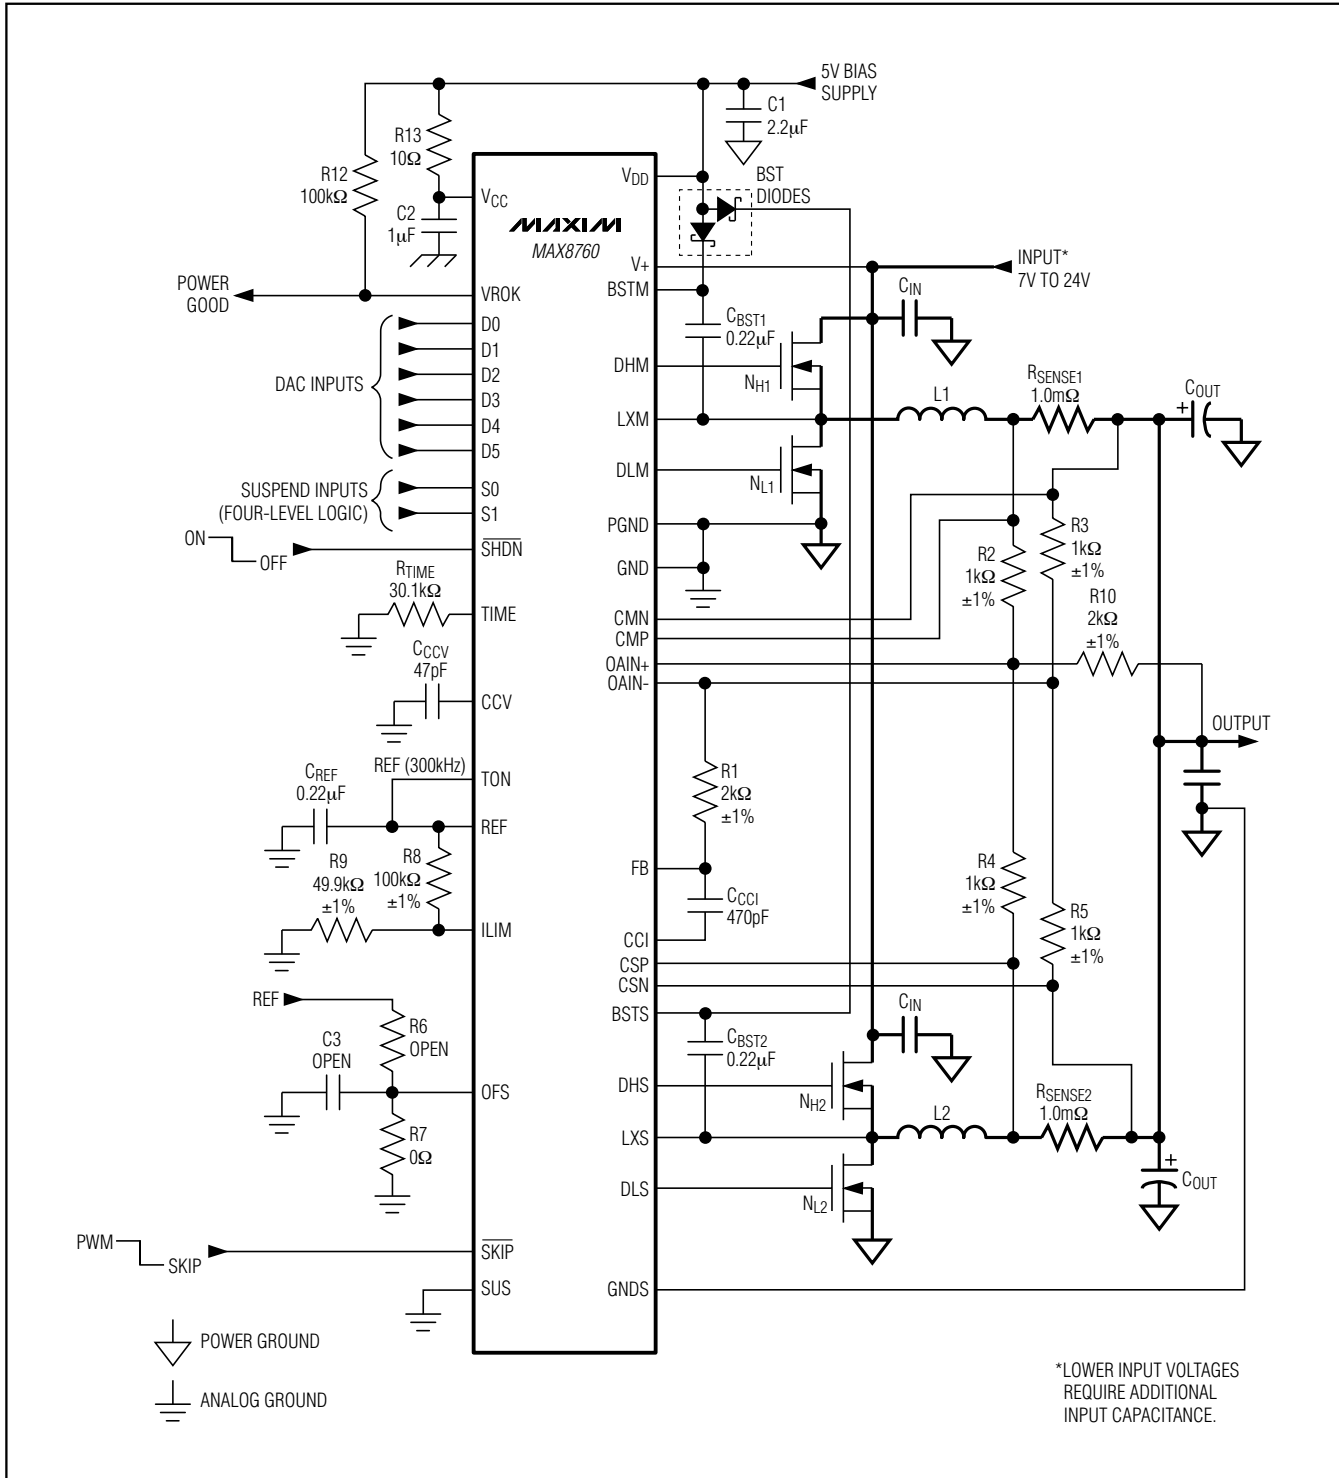 5V BIAS
SUPPLY
C1
2.2µF
R13
10Ω
R12
100kΩ
C2
1µF
VDD
BST
DIODES
VCC
MAXIM
MAX8760
V+
INPUT*
7V TO 24V
BSTM
CIN
POWER
GOOD
VROK
CBST1
0.22µF
DAC INPUTS
D0
D1
D2
D3
D4
D5
DHM
NH1
LXM
L1
RSENSE1
1.0mΩ
COUT
+
DLM
NL1
SUSPEND INPUTS
(FOUR-LEVEL LOGIC)
S0
S1
PGND
ON
OFF
SHDN
GND
R2
1kΩ
±1%
R3
1kΩ
±1%
RTIME
30.1kΩ
TIME
CMN
CMP
R10
2kΩ
±1%
OAIN+
OAIN-
CCCV
47pF
CCV
OUTPUT
REF (300kHz)
TON
CREF
0.22µF
REF
R1
2kΩ
±1%
R9
49.9kΩ
±1%
R8
100kΩ
±1%
ILIM
FB
CCCI
470pF
CCI
R4
1kΩ
±1%
R5
1kΩ
±1%
CSP
CSN
REF
R6
OPEN
C3
OPEN
OFS
R7
0Ω
BSTS
CBST2
0.22µF
CIN
DHS
NH2
LXS
L2
RSENSE2
1.0mΩ
+
COUT
DLS
NL2
PWM
SKIP
SKIP
SUS
GNDS
POWER GROUND
ANALOG GROUND
*LOWER INPUT VOLTAGES
REQUIRE ADDITIONAL
INPUT CAPACITANCE.